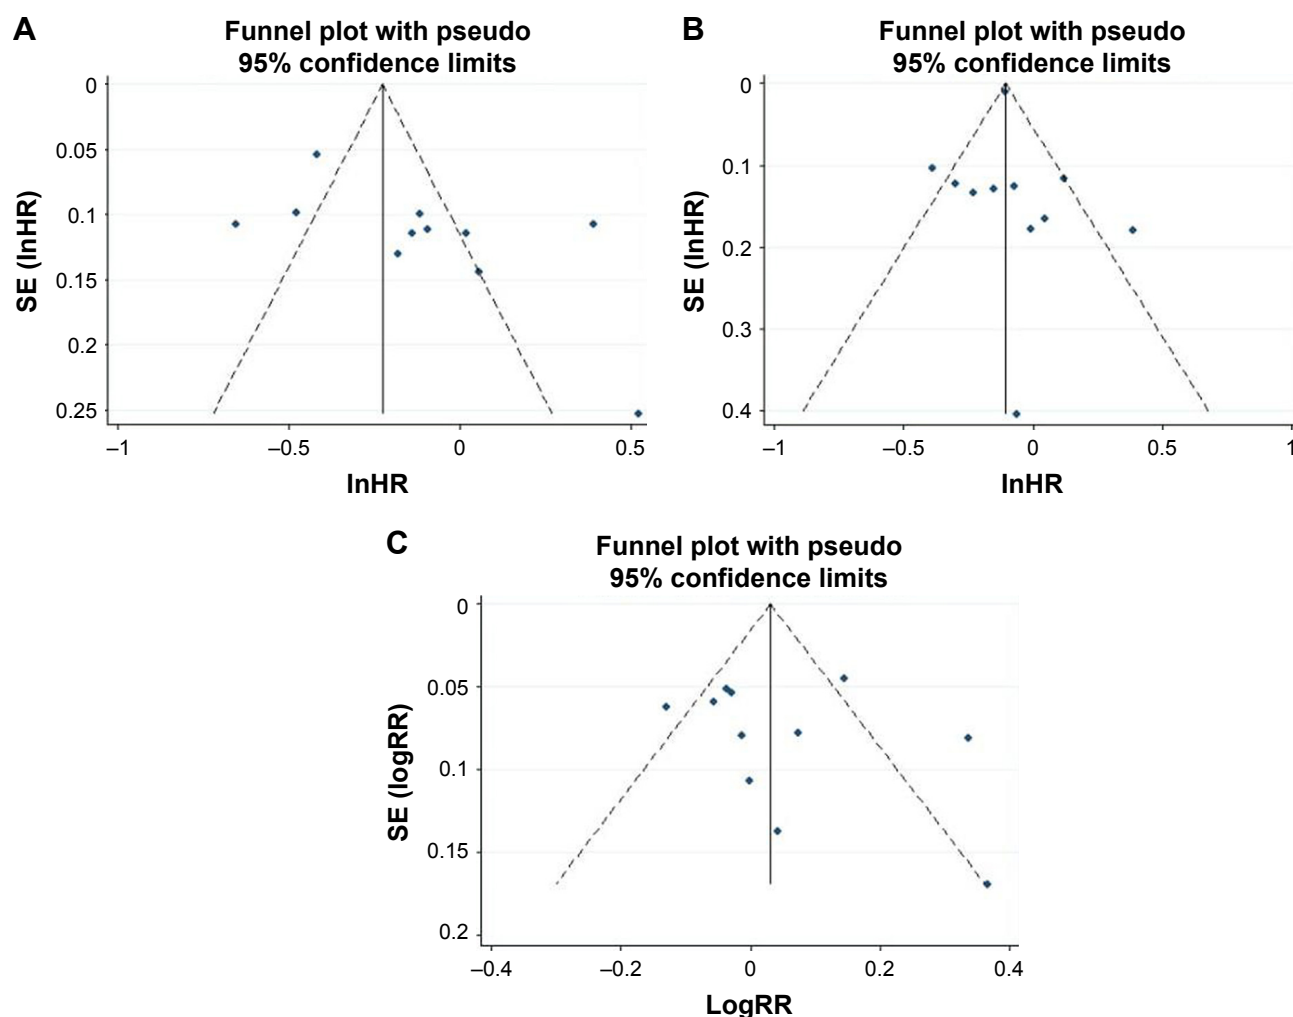 A
Funnel plot with pseudo
95% confidence limits
0
0.05
0.1
0.15
0.2
0.25
SE (lnHR)
–1
–0.5
0
0.5
lnHR
B
Funnel plot with pseudo
95% confidence limits
0
0.1
0.2
0.3
0.4
SE (lnHR)
–1
–0.5
0
0.5
1
lnHR
C
Funnel plot with pseudo
95% confidence limits
0
0.05
0.1
0.15
0.2
SE (logRR)
–0.4
–0.2
0
0.2
0.4
LogRR